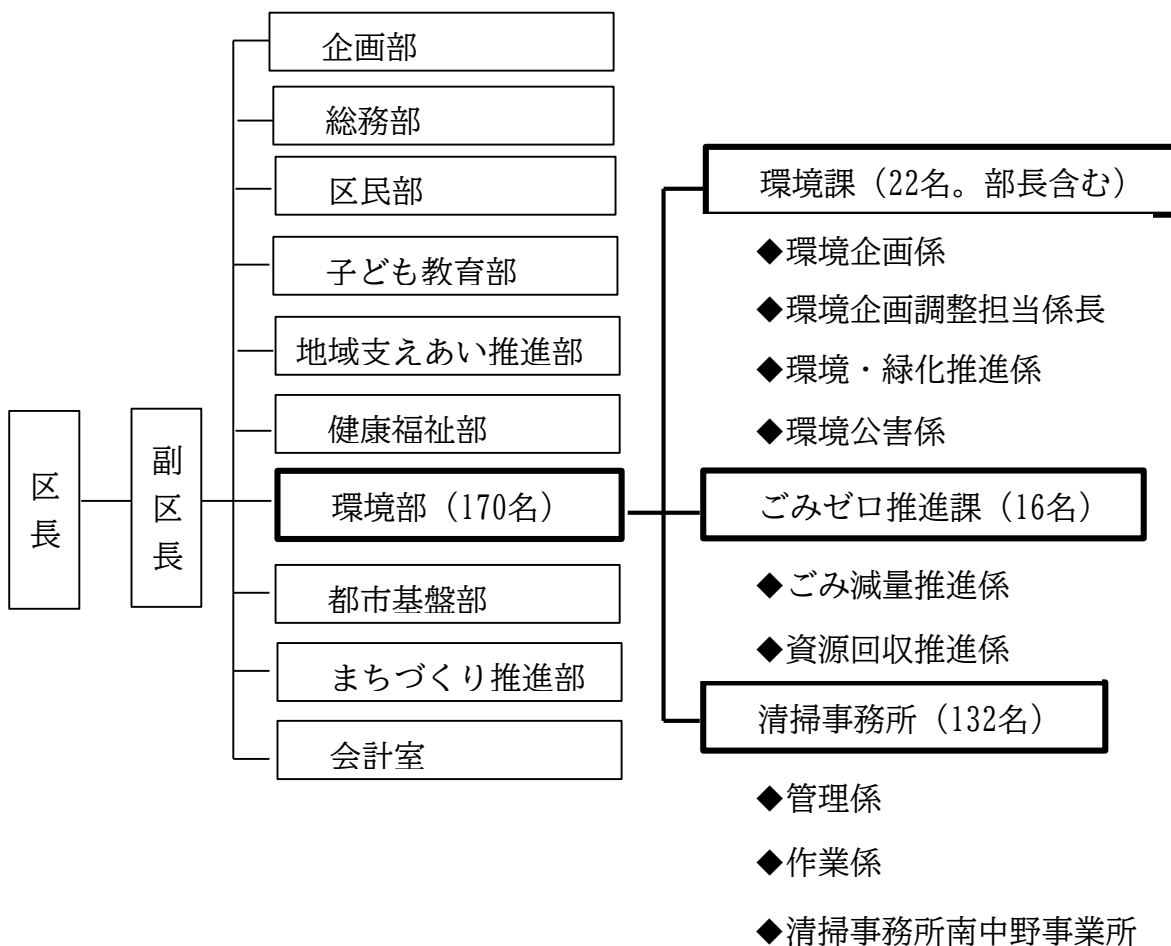 区長
副区長
企画部
総務部
区民部
子ども教育部
地域支えあい推進部
健康福祉部
環境部（170名）
都市基盤部
まちづくり推進部
会計室
環境課（22名。部長含む）
◆環境企画係
◆環境企画調整担当係長
◆環境・緑化推進係
◆環境公害係
ごみゼロ推進課（16名）
◆ごみ減量推進係
◆資源回収推進係
清掃事務所（132名）
◆管理係
◆作業係
◆清掃事務所南中野事業所